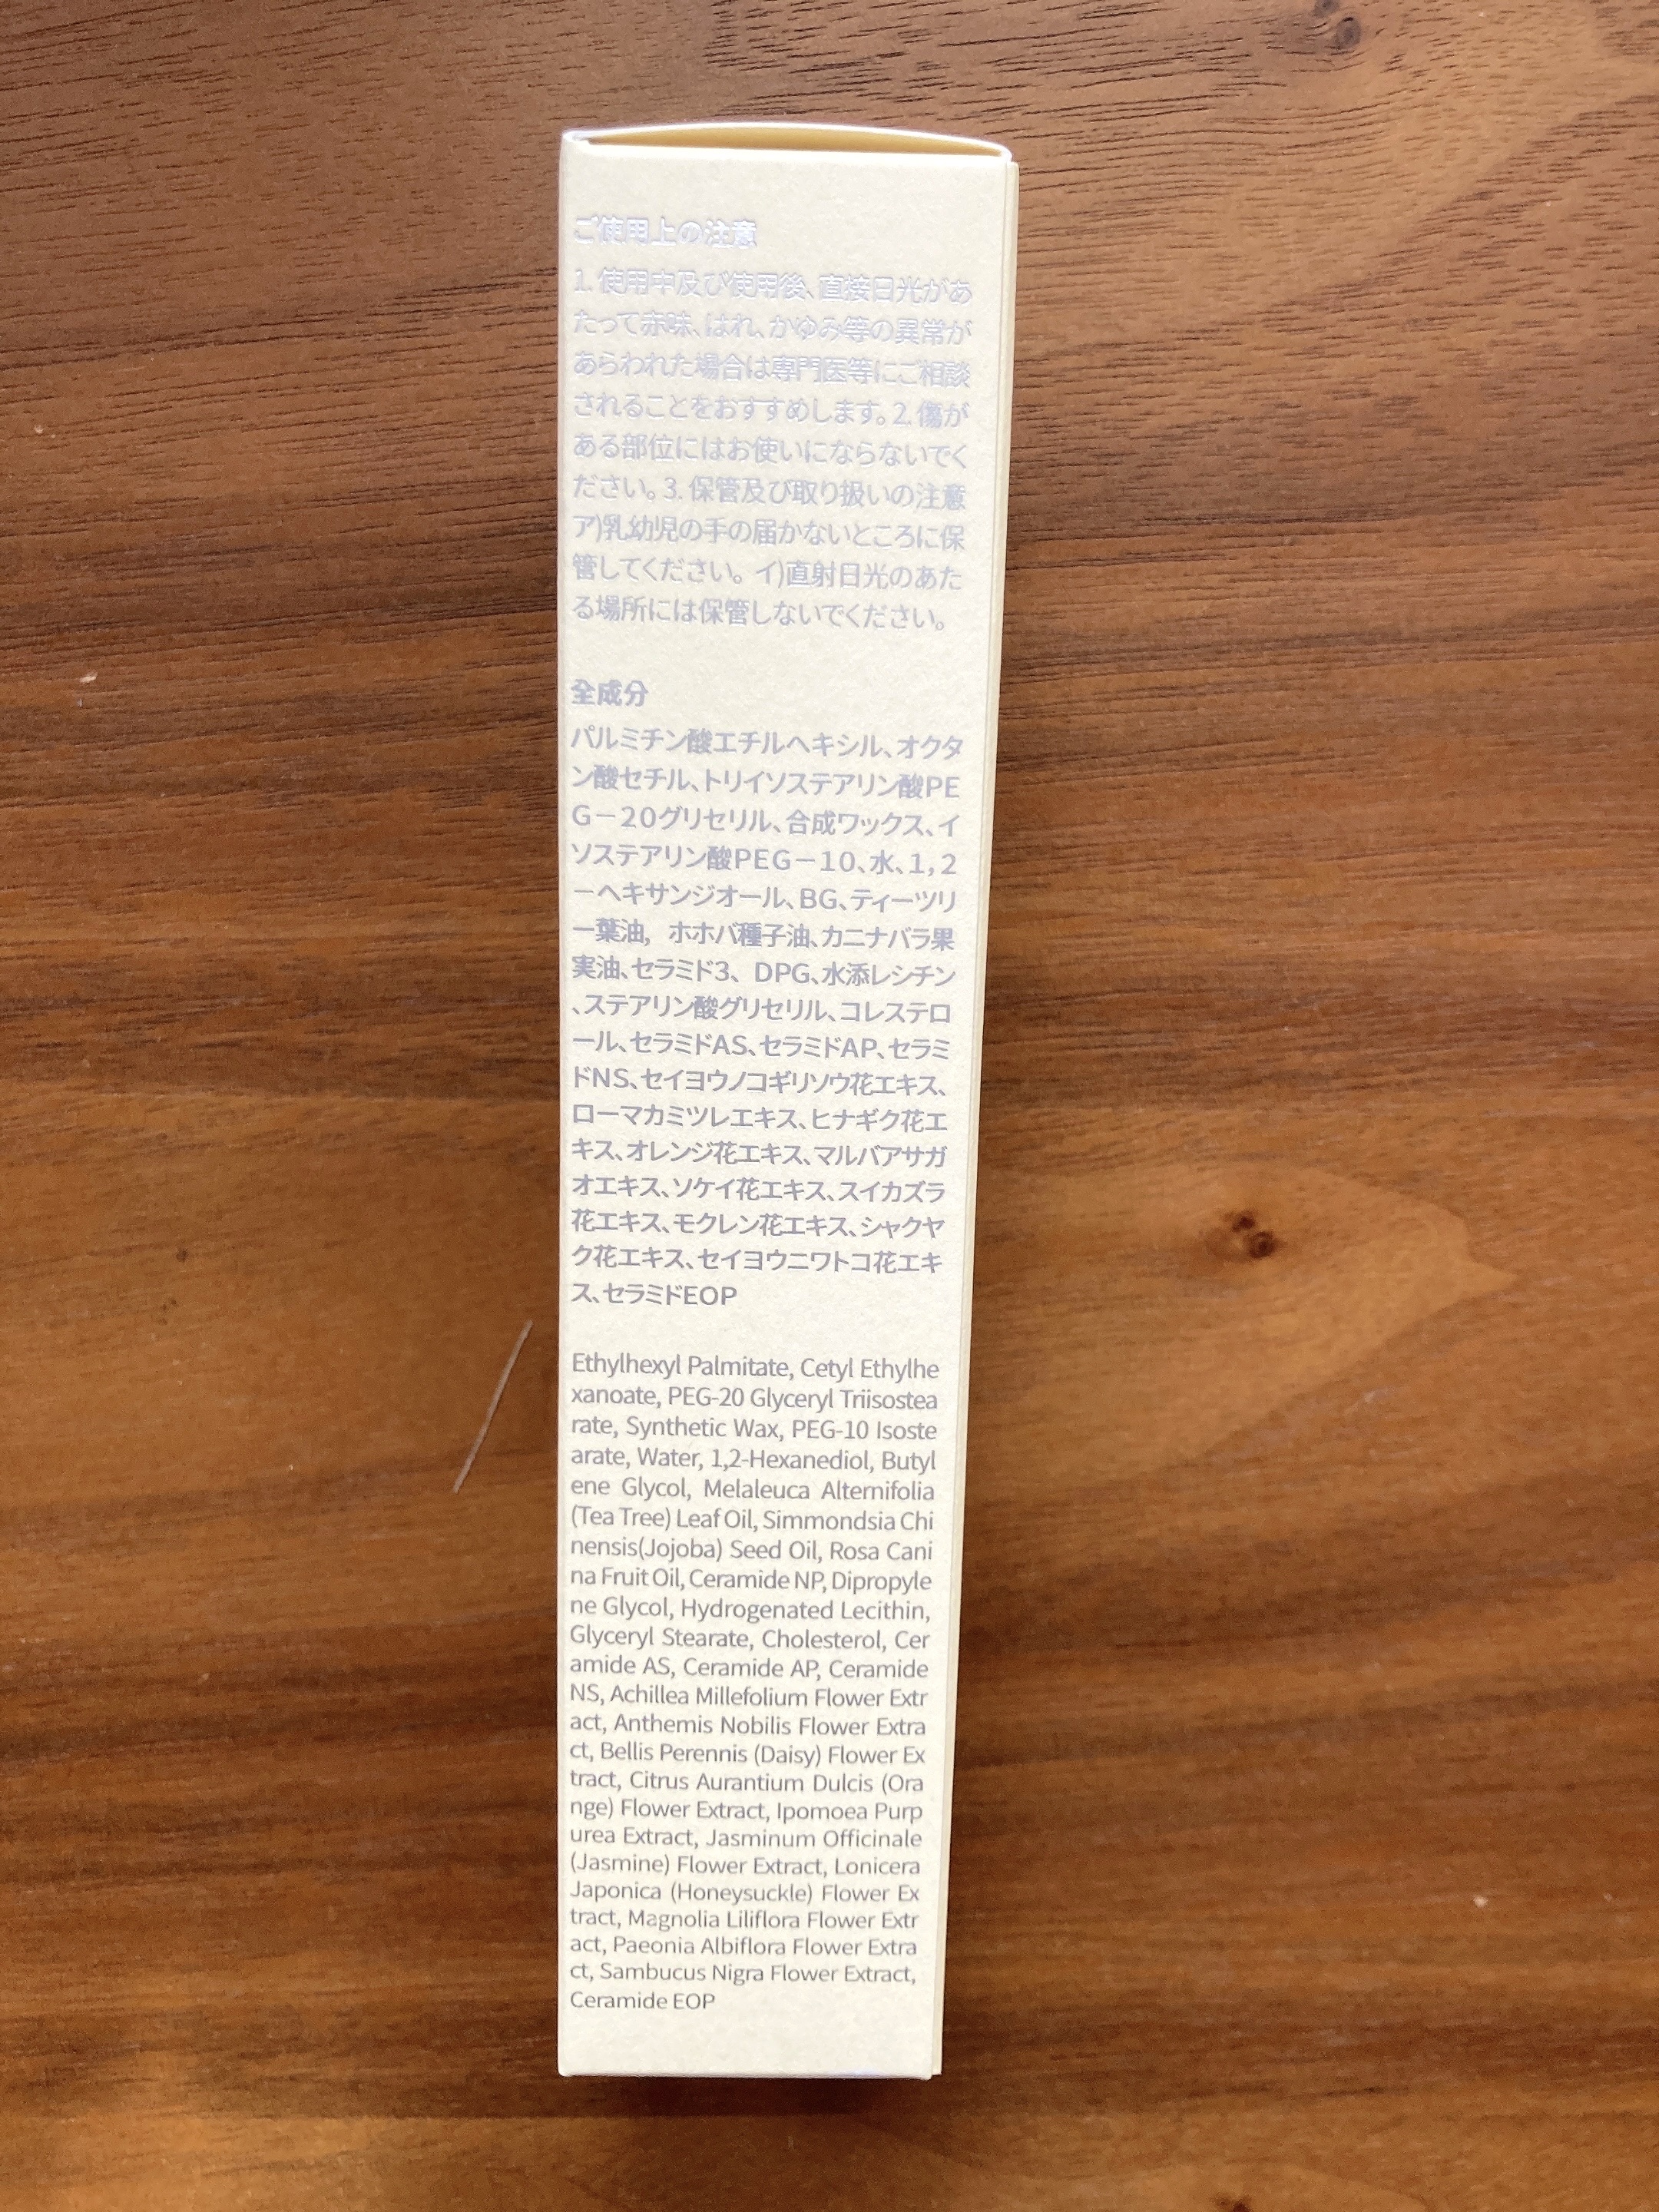 ご使用上の注意
1. 使用中及び使用後、直接日光があ
たって赤味、はれ、かゆみ等の異常が
あらわれた場合は専門医等にご相談
されることをおすすめします。2. 傷が
ある部位にはお使いにならないでく
ださい。3. 保管及び取り扱いの注意
ア)乳幼児の手の届かないところに保
管してください。イ)直射日光のあた
る場所には保管しないでください。
全成分
パルミチン酸エチルヘキシル、オクタ
ン酸セチル、トリイソステアリン酸PE
G－20グリセリル、合成ワックス、イ
ソステアリン酸PEG－10、水、1,2
－ヘキサンジオール、BG、ティーツリ
ー葉油, ホホバ種子油、カニナバラ果
実油、セラミド3、 DPG、水添レシチン
、ステアリン酸グリセリル、コレステロ
ール、セラミドAS、セラミドAP、セラミ
ドNS、セイヨウノコギリソウ花エキス、
ローマカミツレエキス、ヒナギク花エ
キス、オレンジ花エキス、マルバアサガ
オエキス、ソケイ花エキス、スイカズラ
花エキス、モクレン花エキス、シャクヤ
ク花エキス、セイヨウニワトコ花エキ
ス、セラミドEOP
Ethylhexyl Palmitate, Cetyl Ethylhe
xanoate, PEG-20 Glyceryl Triisostea
rate, Synthetic Wax, PEG-10 Isoste
arate, Water, 1,2-Hexanediol, Butyl
ene Glycol, Melaleuca Alternifolia
(Tea Tree) Leaf Oil, Simmondsia Chi
nensis(Jojoba) Seed Oil, Rosa Cani
na Fruit Oil, Ceramide NP, Dipropyle
ne Glycol, Hydrogenated Lecithin,
Glyceryl Stearate, Cholesterol, Cer
amide AS, Ceramide AP, Ceramide
NS, Achillea Millefolium Flower Extr
act, Anthemis Nobilis Flower Extra
ct, Bellis Perennis (Daisy) Flower Ex
tract, Citrus Aurantium Dulcis (Ora
nge) Flower Extract, Ipomoea Purp
urea Extract, Jasminum Officinale
(Jasmine) Flower Extract, Lonicera
Japonica (Honeysuckle) Flower Ex
tract, Magnolia Liliflora Flower Extr
act, Paeonia Albiflora Flower Extra
ct, Sambucus Nigra Flower Extract,
Ceramide EOP